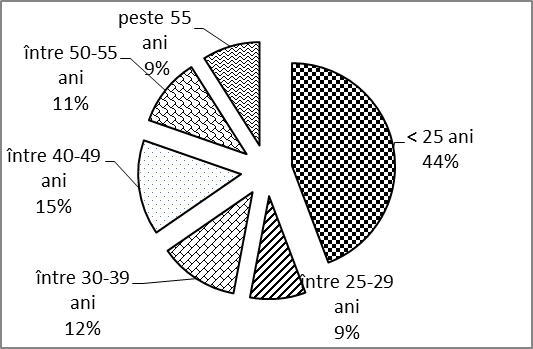 peste 55
ani
9%
între 50-55
ani
11%
< 25 ani
44%
între 40-49
ani
15%
între 30-39
ani
12%
între 25-29
ani
9%